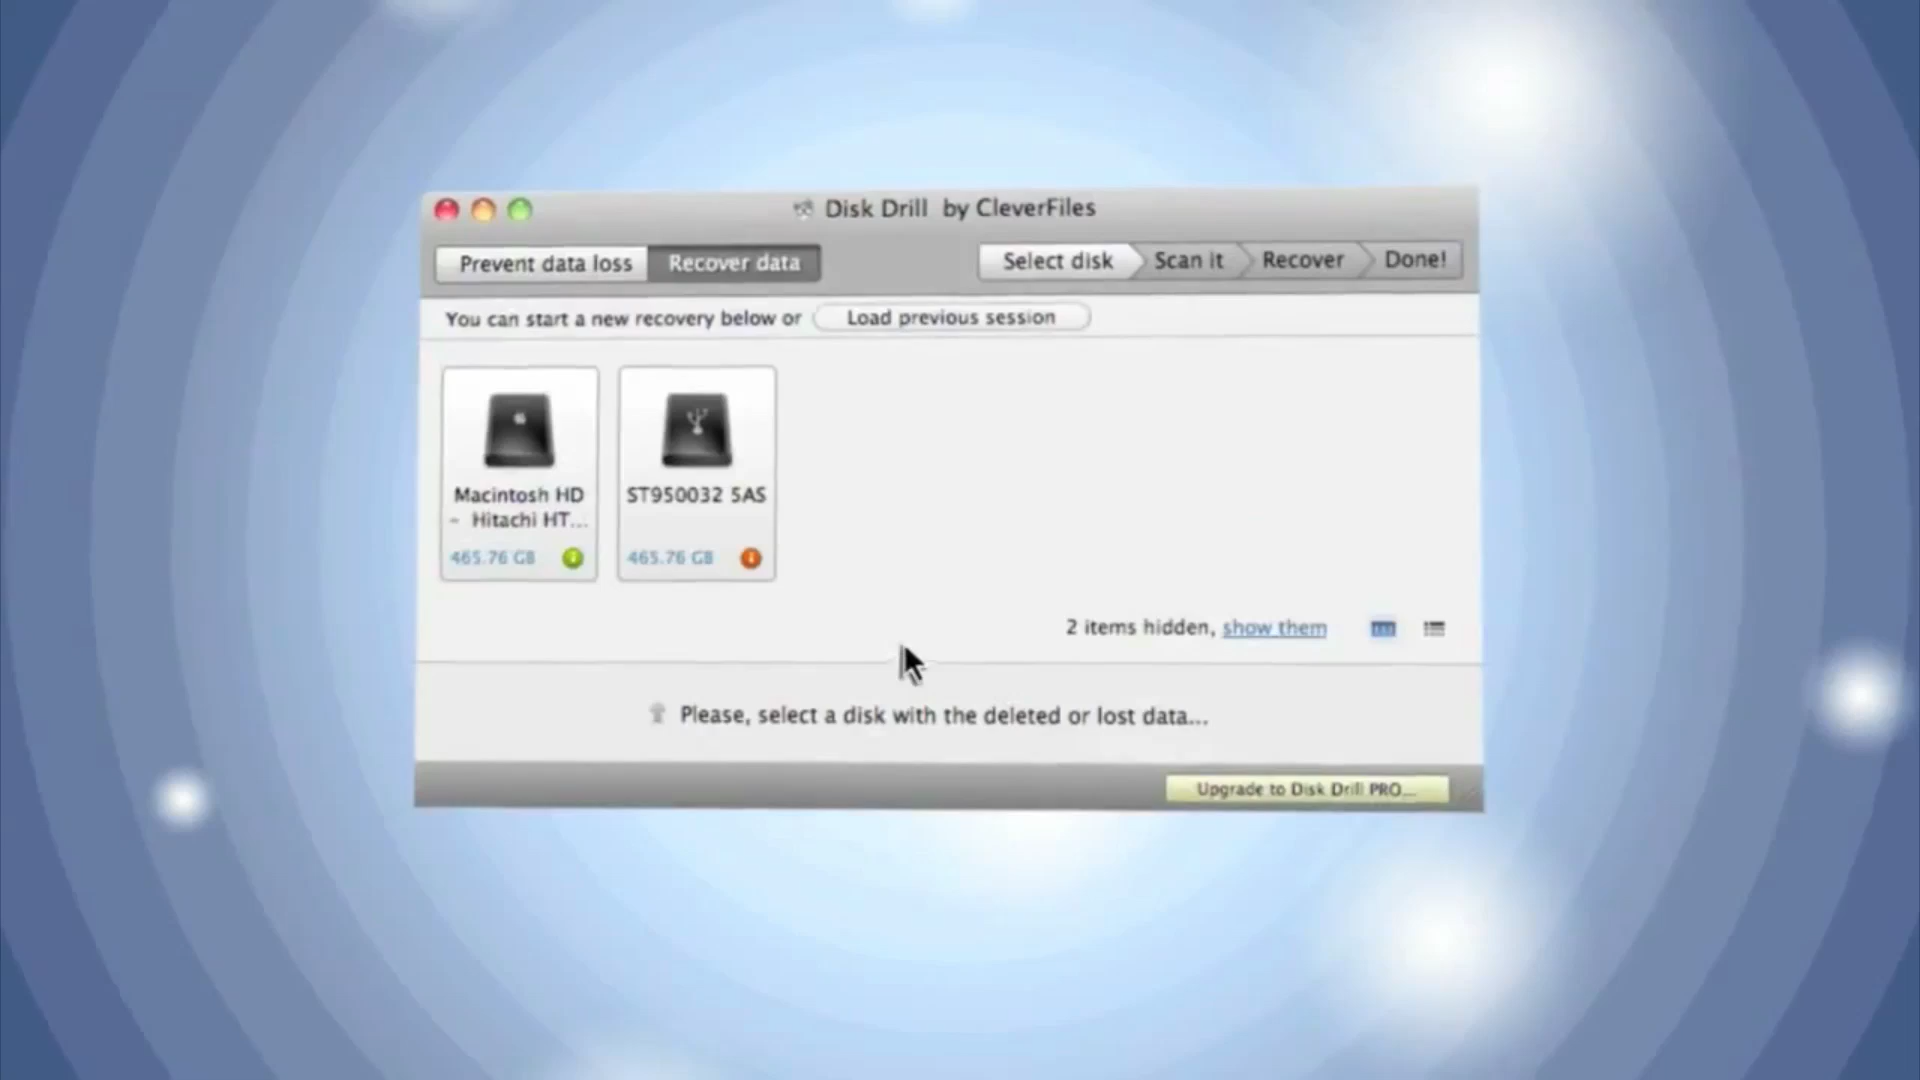 Disk Drill by CleverFiles
Prevent data loss
Recover data
Select disk
Scan it
Recover
Done!
You can start a new recovery below or
Load previous session
Macintosh HD
- Hitachi HT...
465.76 GB
ST950032 5AS
465.76 GB
2 items hidden, show them
Please, select a disk with the deleted or lost data...
Upgrade to Disk Drill PRO...